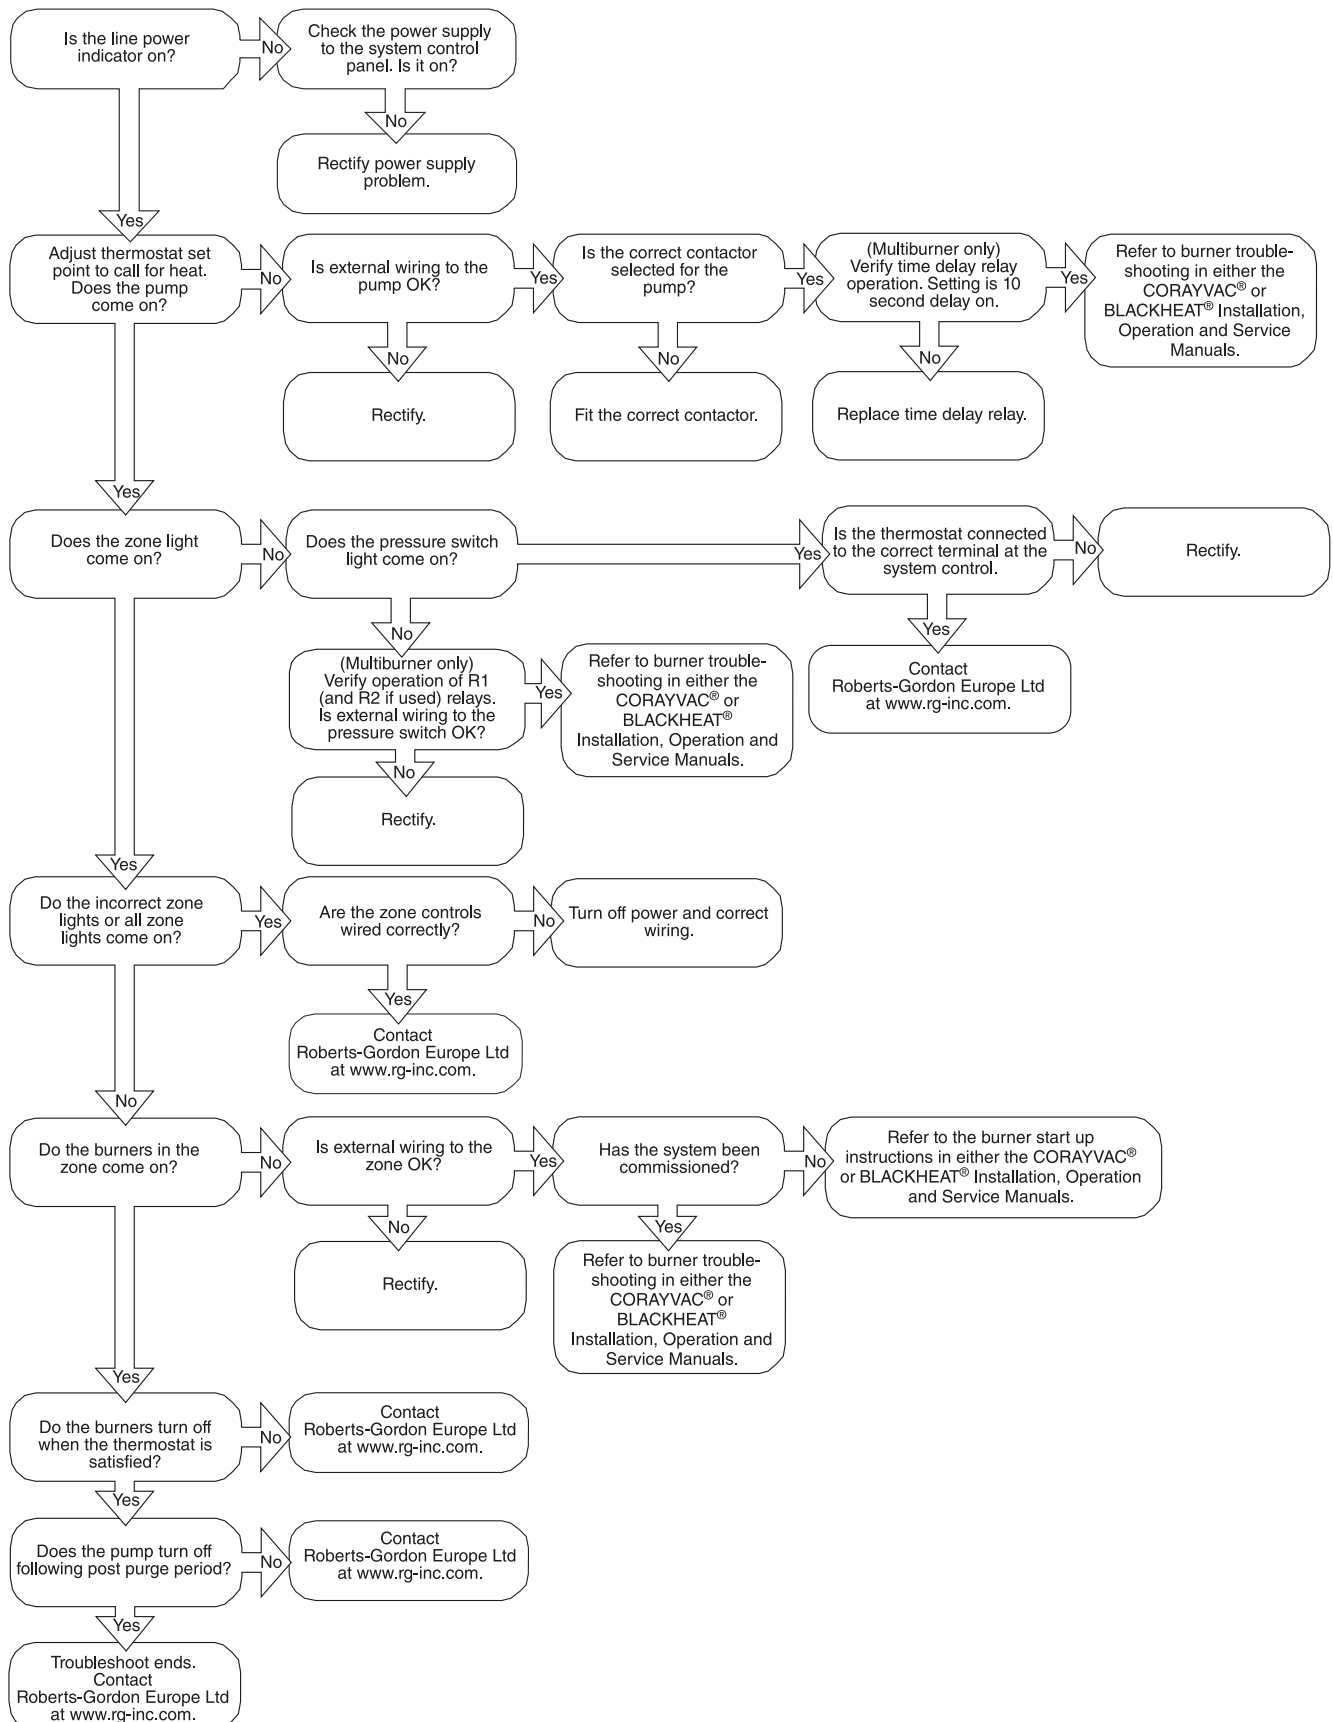 Is the line power
indicator on?
No
Check the power supply
to the system control
panel. Is it on?
No
Rectify power supply
problem.
Yes
Adjust thermostat set
point to call for heat.
Does the pump
come on?
No
Is external wiring to the
pump OK?
Yes
Is the correct contactor
selected for the
pump?
Yes
(Multiburner only)
Verify time delay relay
operation. Setting is 10
second delay on.
Yes
Refer to burner trouble-
shooting in either the
CORAYVAC® or
BLACKHEAT® Installation,
Operation and Service
Manuals.
No
Rectify.
No
Fit the correct contactor.
No
Replace time delay relay.
Yes
Does the zone light
come on?
No
Does the pressure switch
light come on?
Yes
Is the thermostat connected
to the correct terminal at the
system control.
No
Rectify.
Yes
Contact
Roberts-Gordon Europe Ltd
at www.rg-inc.com.
No
(Multiburner only)
Verify operation of R1
(and R2 if used) relays.
Is external wiring to the
pressure switch OK?
Yes
Refer to burner trouble-
shooting in either the
CORAYVAC® or
BLACKHEAT®
Installation, Operation and
Service Manuals.
No
Rectify.
Yes
Do the incorrect zone
lights or all zone
lights come on?
Yes
Are the zone controls
wired correctly?
No
Turn off power and correct
wiring.
Yes
Contact
Roberts-Gordon Europe Ltd
at www.rg-inc.com.
No
Do the burners in the
zone come on?
No
Is external wiring to the
zone OK?
Yes
Has the system been
commissioned?
No
Refer to the burner start up
instructions in either the CORAYVAC®
or BLACKHEAT® Installation, Operation
and Service Manuals.
No
Rectify.
Yes
Refer to burner trouble-
shooting in either the
CORAYVAC® or
BLACKHEAT®
Installation, Operation and
Service Manuals.
Yes
Do the burners turn off
when the thermostat is
satisfied?
No
Contact
Roberts-Gordon Europe Ltd
at www.rg-inc.com.
Yes
Does the pump turn off
following post purge period?
No
Contact
Roberts-Gordon Europe Ltd
at www.rg-inc.com.
Yes
Troubleshoot ends.
Contact
Roberts-Gordon Europe Ltd
at www.rg-inc.com.